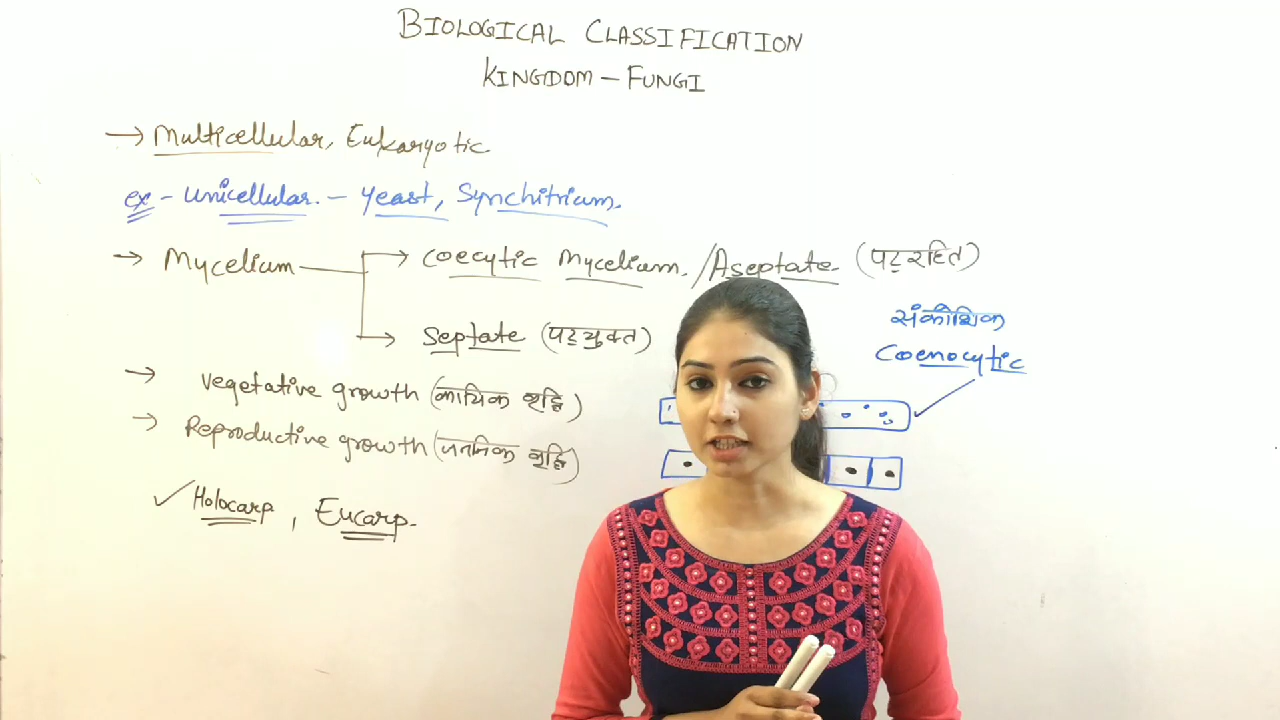 BIOLOGICAL CLASSIFICATION
KINGDOM - FUNGI
→ Multicellular, Eukaryotic
ex - Unicellular. - Yeast, Synchitrium.
→ Mycelium → Coecytic Mycelium. / Aseptate. (पट्रहित)
संकोशिक
Coenocytic
→ Septate (पट्युक्त)
→ Vegetative growth (कायिक वृद्धि)
→ Reproductive growth (जननिक वृद्धि)
✓ Holocarp, Eucarp.